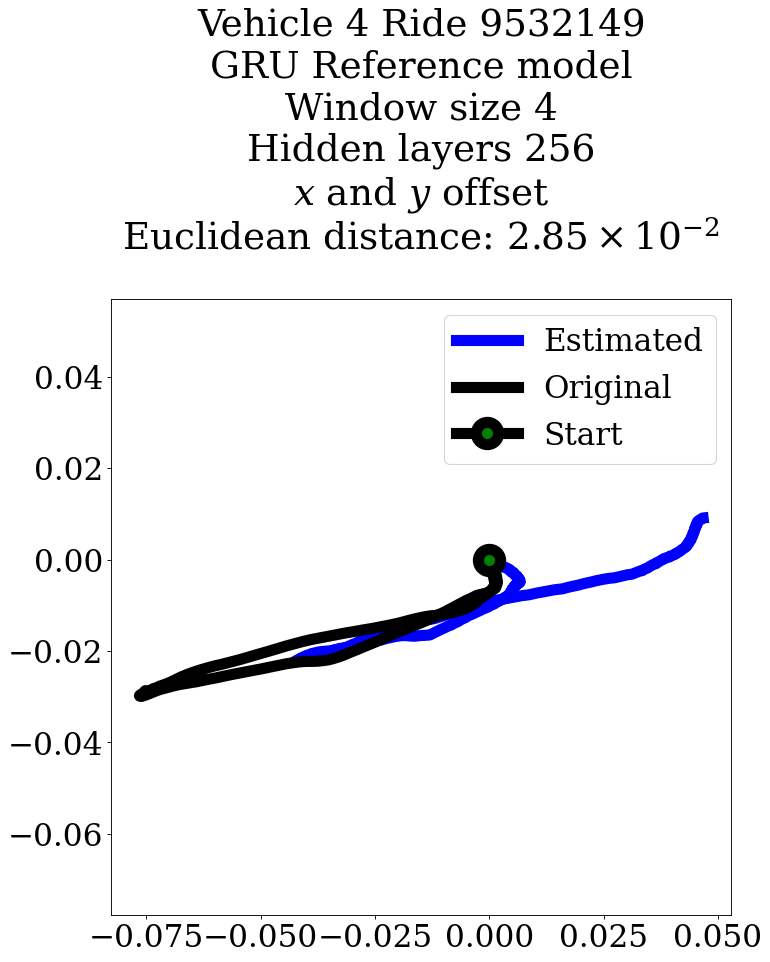 Vehicle 4 Ride 9532149
GRU Reference model
Window size 4
Hidden layers 256
x and y offset
Euclidean distance: 2.85 × 10⁻²
Estimated
Original
Start
0.04
0.02
0.00
−0.02
−0.04
−0.06
−0.075 −0.050 −0.025 0.000 0.025 0.050